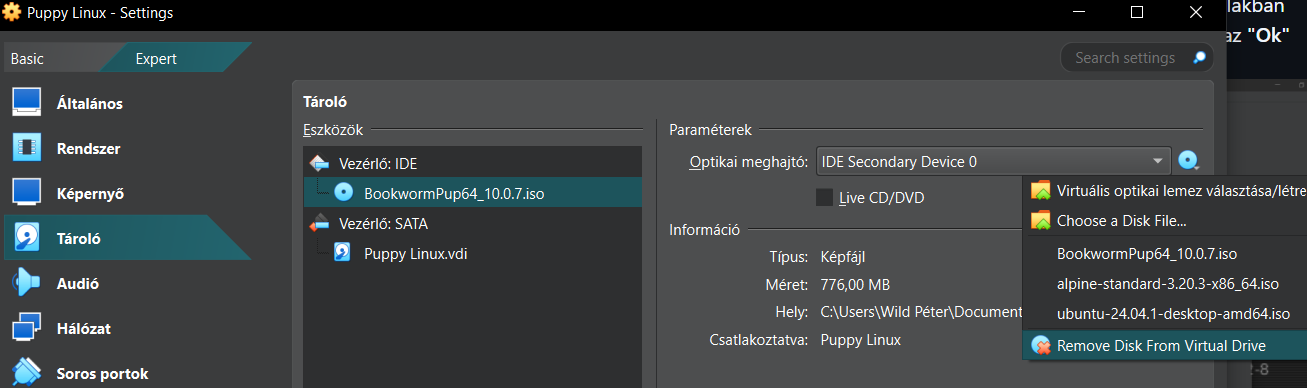 Puppy Linux - Settings
lakban
az "Ok"
Basic
Expert
Search settings
Általános
Rendszer
Képernyő
Tároló
Audió
Hálózat
Soros portok
Tároló
Eszközök
Vezérlő: IDE
BookwormPup64_10.0.7.iso
Vezérlő: SATA
Puppy Linux.vdi
Paraméterek
Optikai meghajtó: IDE Secondary Device 0
Live CD/DVD
Információ
Típus: Képfájl
Méret: 776,00 MB
Hely: C:\Users\Wild Péter\Document
Csatlakoztatva: Puppy Linux
Virtuális optikai lemez választása/létre
Choose a Disk File...
BookwormPup64_10.0.7.iso
alpine-standard-3.20.3-x86_64.iso
ubuntu-24.04.1-desktop-amd64.iso
Remove Disk From Virtual Drive
2-8